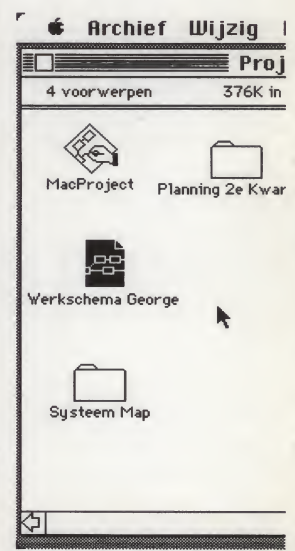 Archief Wijzig
Proj
4 voorwerpen 376K in
MacProject
Planning 2e Kwar
Werkschema George
Systeem Map